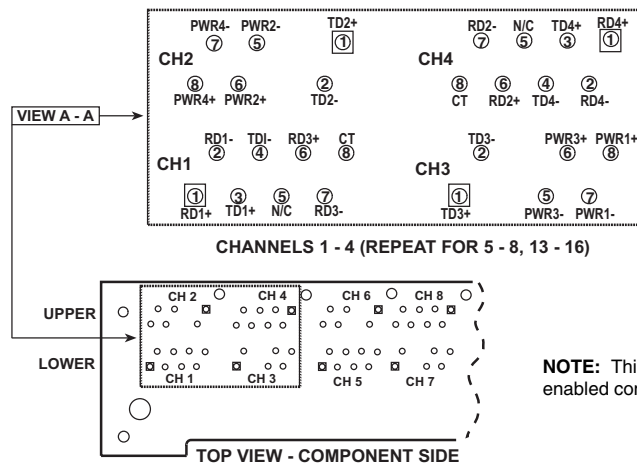 PWR4- PWR2- TD2+ RD2- N/C TD4+ RD4+
7 5 1 7 5 3 1
CH2 CH4
8 6 2 8 6 4 2
PWR4+ PWR2+ TD2- CT RD2+ TD4- RD4-
VIEW A - A
RD1- TDI- RD3+ CT TD3- PWR3+ PWR1+
2 4 6 8 2 6 8
CH1 CH3
1 3 5 7 1 5 7
RD1+ TD1+ N/C RD3- TD3+ PWR3- PWR1-
CHANNELS 1 - 4 (REPEAT FOR 5 - 8, 13 - 16)
CH 2 CH 4 CH 6 CH 8
UPPER
LOWER
CH 1 CH 3 CH 5 CH 7
NOTE: Thi
enabled cor
TOP VIEW - COMPONENT SIDE